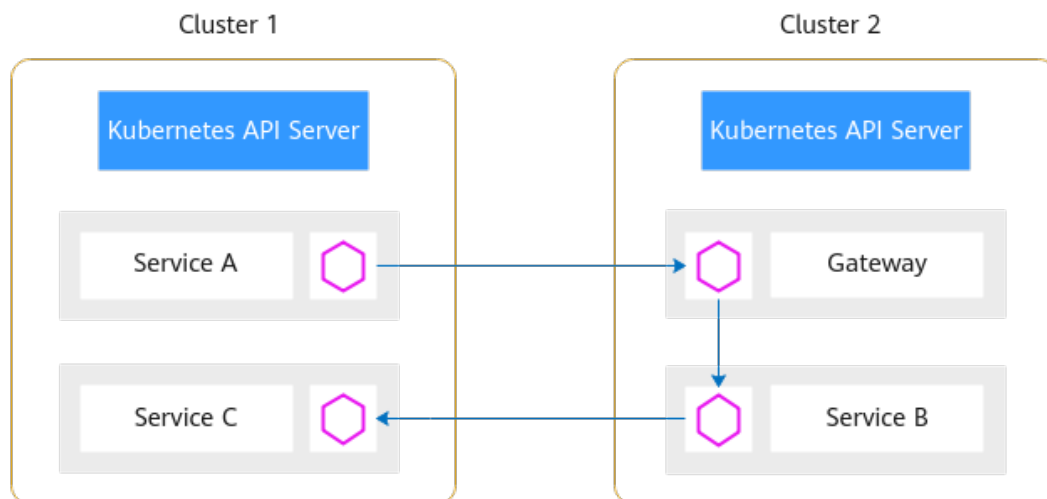 Cluster 1
Cluster 2
Kubernetes API Server
Kubernetes API Server
Service A
Gateway
Service C
Service B